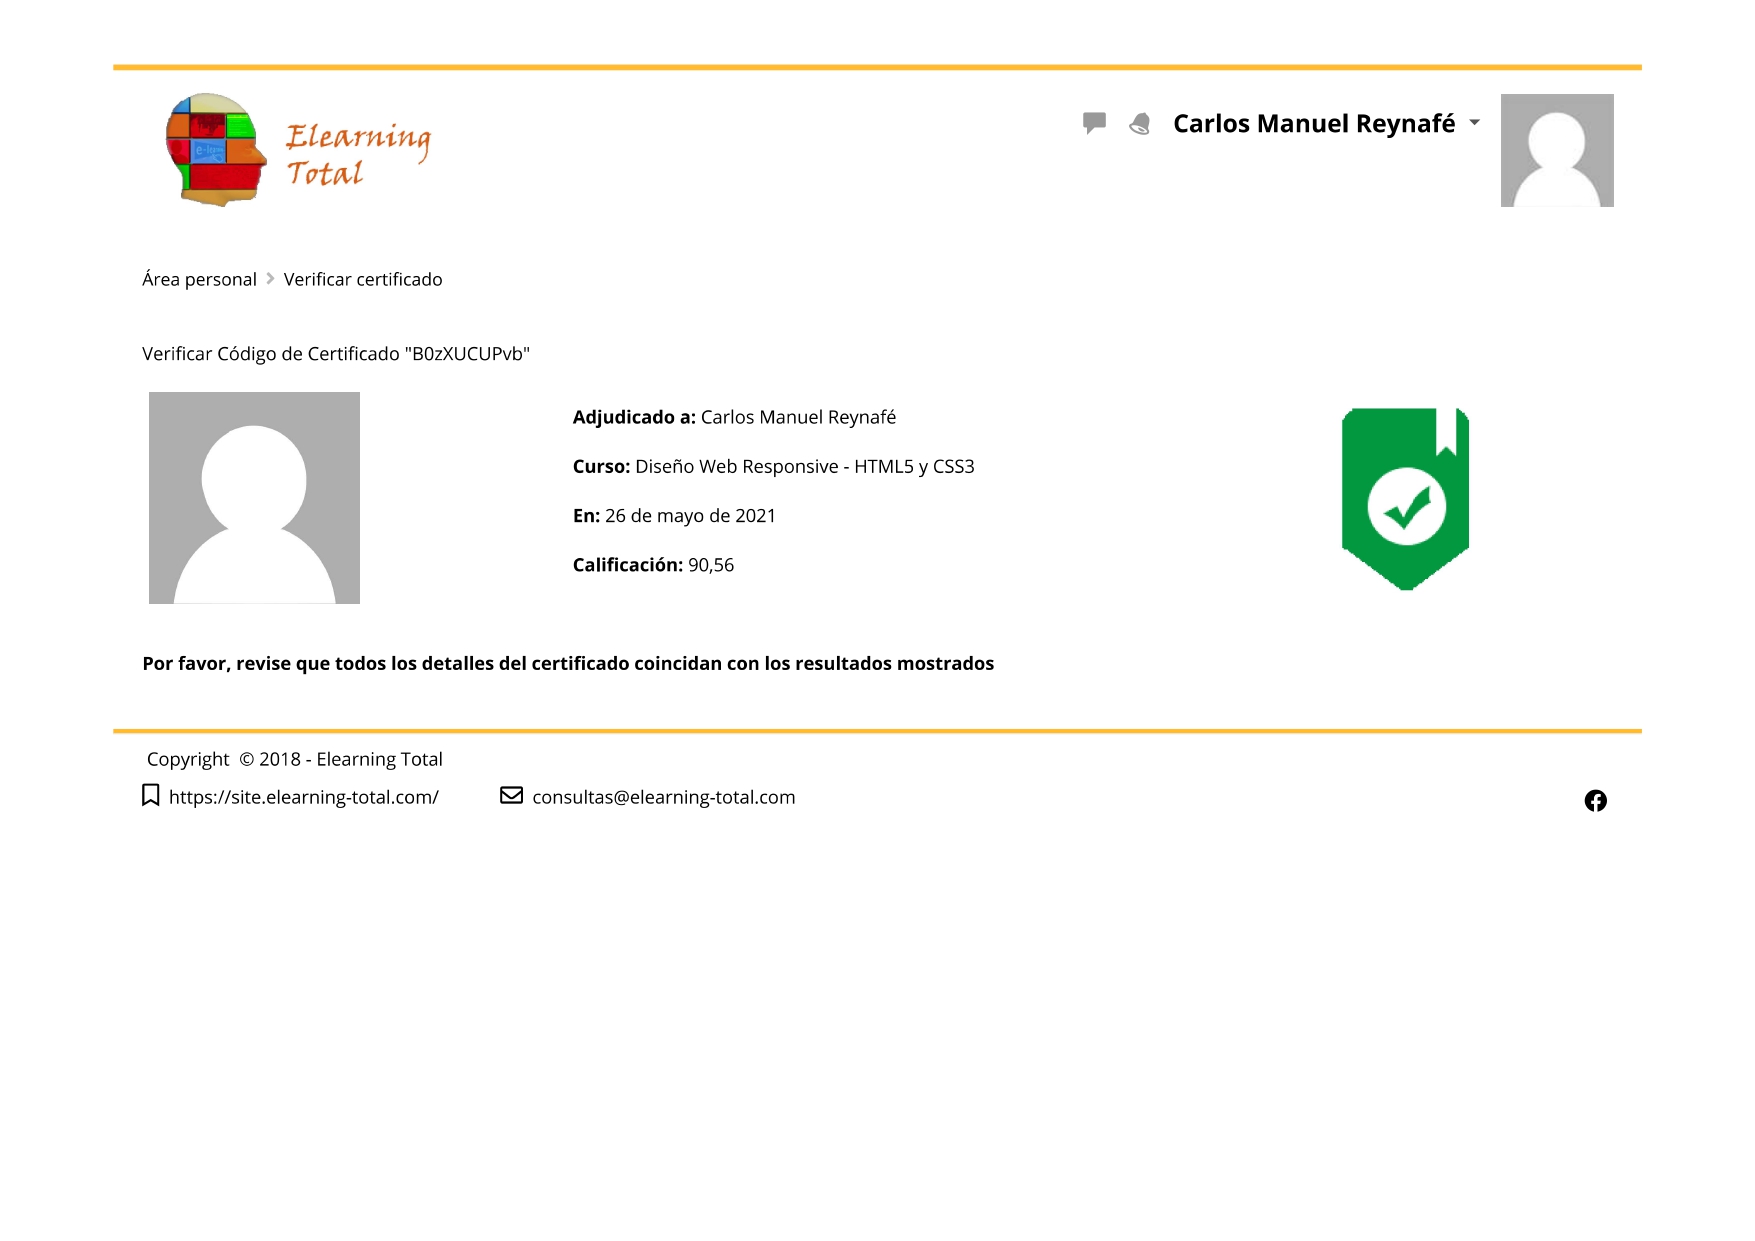 Elearning
Total
Carlos Manuel Reynafé
Área personal
Verificar certificado
Verificar Código de Certificado "B0zXUCUPvb"
Adjudicado a: Carlos Manuel Reynafé
Curso: Diseño Web Responsive - HTML5 y CSS3
En: 26 de mayo de 2021
Calificación: 90,56
Por favor, revise que todos los detalles del certificado coincidan con los resultados mostrados
Copyright © 2018 - Elearning Total
https://site.elearning-total.com/
consultas@elearning-total.com